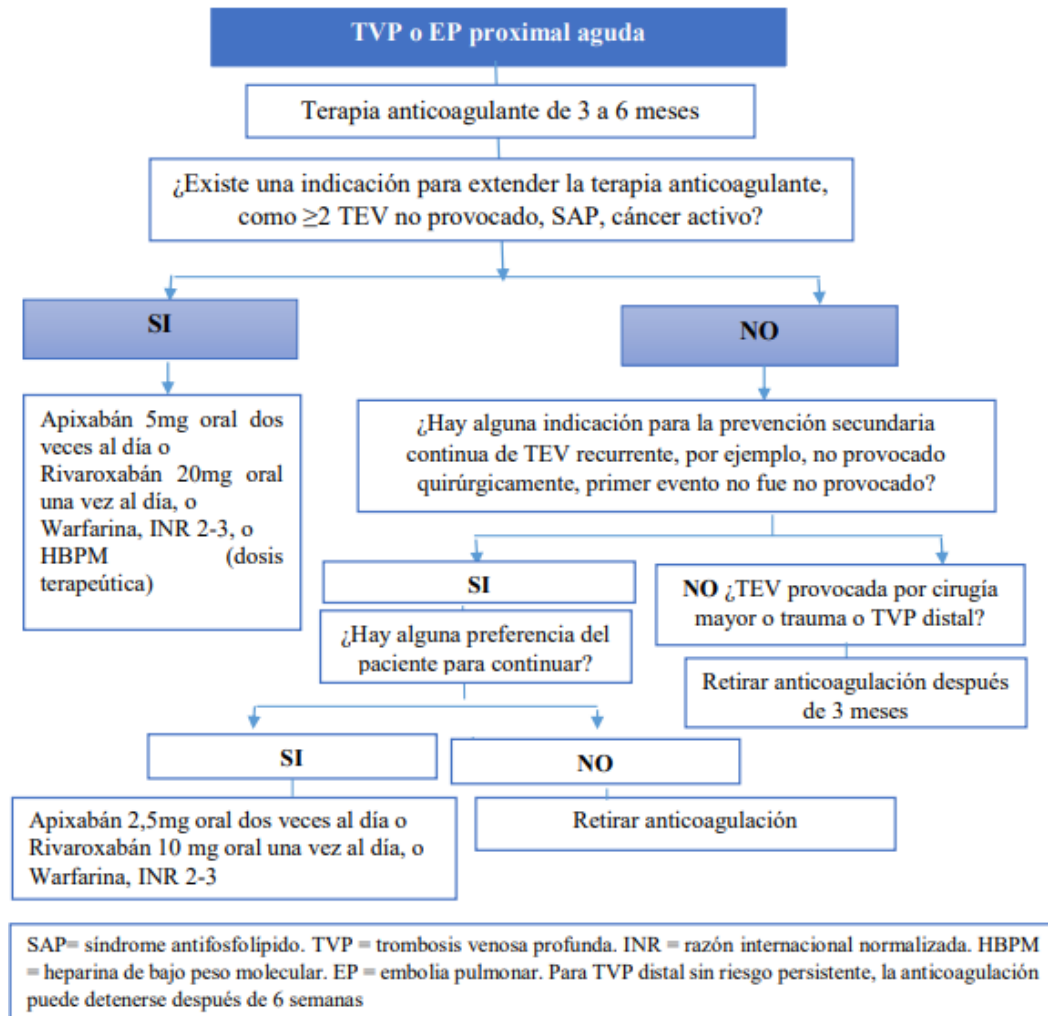 TVP o EP proximal aguda
Terapia anticoagulante de 3 a 6 meses
¿Existe una indicación para extender la terapia anticoagulante,
como ≥2 TEV no provocado, SAP, cáncer activo?
SI
NO
Apixabán 5mg oral dos
veces al día o
Rivaroxabán 20mg oral
una vez al día, o
Warfarina, INR 2-3, o
HBPM (dosis
terapeútica)
¿Hay alguna indicación para la prevención secundaria
continua de TEV recurrente, por ejemplo, no provocado
quirúrgicamente, primer evento no fue no provocado?
SI
NO ¿TEV provocada por cirugía
mayor o trauma o TVP distal?
¿Hay alguna preferencia del
paciente para continuar?
Retirar anticoagulación después
de 3 meses
SI
NO
Apixabán 2,5mg oral dos veces al día o
Rivaroxabán 10 mg oral una vez al día, o
Warfarina, INR 2-3
Retirar anticoagulación
SAP= síndrome antifosfolípido. TVP = trombosis venosa profunda. INR = razón internacional normalizada. HBPM
= heparina de bajo peso molecular. EP = embolia pulmonar. Para TVP distal sin riesgo persistente, la anticoagulación
puede detenerse después de 6 semanas